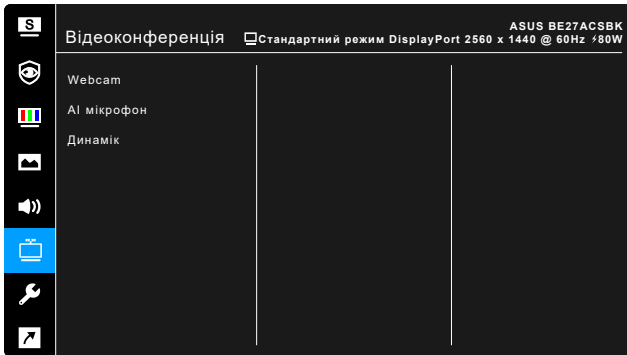 S
ASUS BE27ACSBK
Відеоконференція
Стандартний режим DisplayPort 2560 x 1440 @ 60Hz ⚡80W
Webcam
AI мікрофон
Динамік